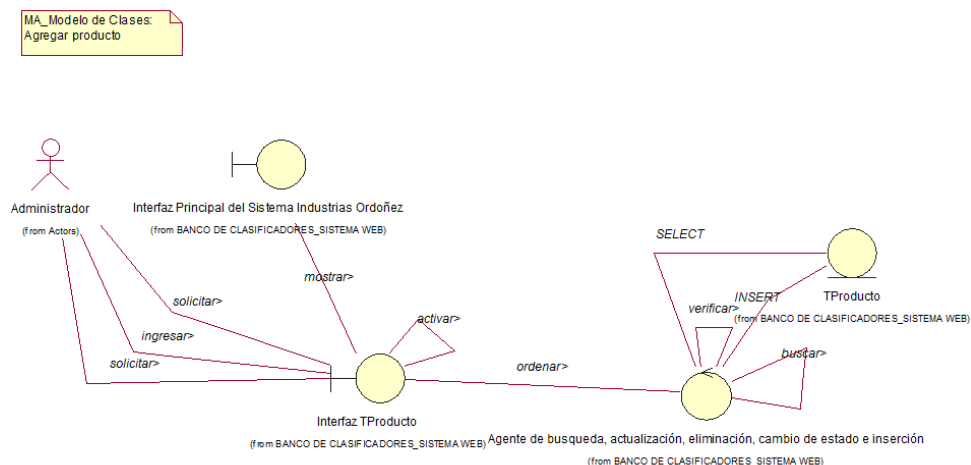 MA_Modelo de Clases:
Agregar producto
Administrador
(from Actors)
Interfaz Principal del Sistema Industrias Ordoñez
(from BANCO DE CLASIFICADORES_SISTEMA WEB)
SELECT
mostrar>
solicitar>
INSERT
TProducto
verificar>
(from BANCO DE CLASIFICADORES_SISTEMA WEB)
activar>
ingresar>
buscar>
solicitar>
ordenar>
Interfaz TProducto
(from BANCO DE CLASIFICADORES_SISTEMA WEB)
Agente de busqueda, actualización, eliminación, cambio de estado e inserción
(from BANCO DE CLASIFICADORES_SISTEMA WEB)